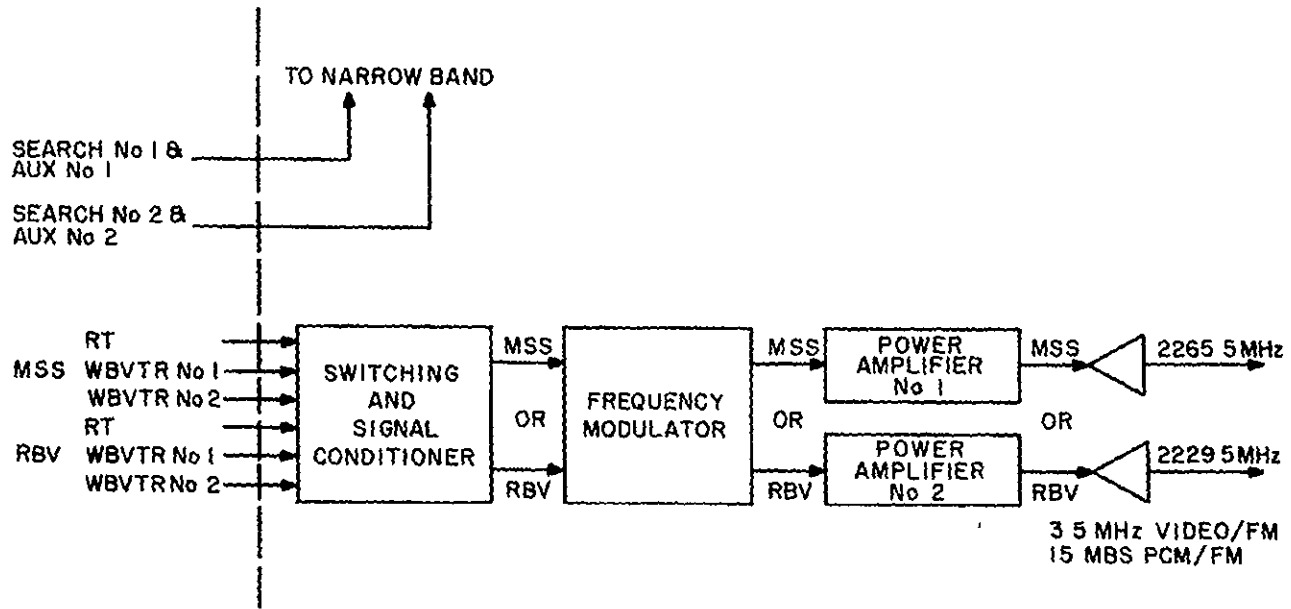 TO NARROW BAND
SEARCH No 1 &
AUX No 1
SEARCH No 2 &
AUX No 2
MSS
RT
WBVTR No 1
WBVTR No 2
RBV
RT
WBVTR No 1
WBVTR No 2
SWITCHING
AND
SIGNAL
CONDITIONER
MSS
OR
RBV
FREQUENCY
MODULATOR
MSS
OR
RBV
POWER
AMPLIFIER
No 1
POWER
AMPLIFIER
No 2
MSS
OR
RBV
2265 5 MHz
2229 5 MHz
3 5 MHz VIDEO/FM
15 MBS PCM/FM